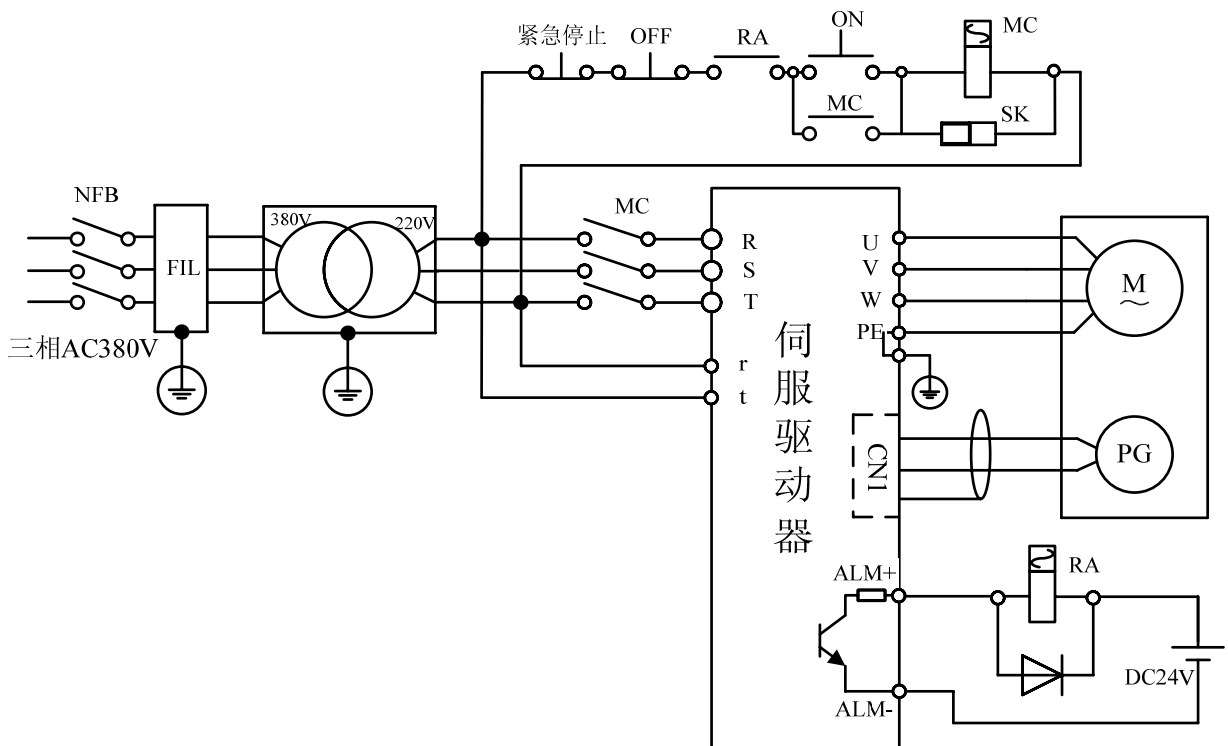 ON
紧急停止
OFF
RA
MC
MC
SK
NFB
380V
220V
MC
FIL
三相AC380V
R
S
T
r
t
U
V
W
PE
M
伺服驱动器
CN1
PG
ALM+
ALM-
RA
DC24V